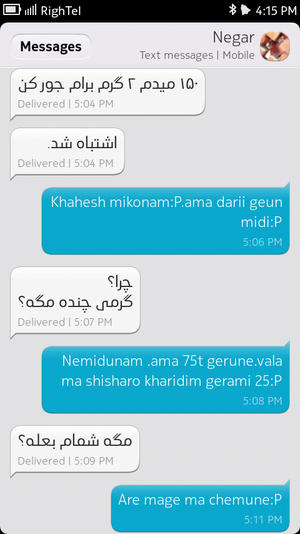 RighTel
4:15 PM
Messages
Negar
Text messages | Mobile
۱۵۰ میدم ۲ گرم برام جور کن
Delivered | 5:04 PM
اشتباه شد.
Delivered | 5:04 PM
Khahesh mikonam:P.ama darii geun
midi:P
5:06 PM
چرا؟
گرمی چنده مگه؟
Delivered | 5:07 PM
Nemidunam .ama 75t gerune.vala
ma shisharo kharidim gerami 25:P
5:08 PM
مگه شمام بعله؟
Delivered | 5:09 PM
Are mage ma chemune:P
5:11 PM